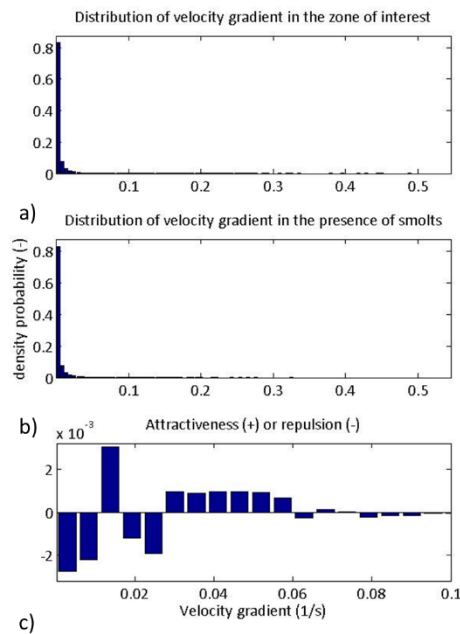 Distribution of velocity gradient in the zone of interest
0.8
0.6
0.4
0.2
0
0.1 0.2 0.3 0.4 0.5
a)
Distribution of velocity gradient in the presence of smolts
density probability (-)
0.8
0.6
0.4
0.2
0
0.1 0.2 0.3 0.4 0.5
b)
Attractiveness (+) or repulsion (-)
x 10⁻³
2
0
-2
0.02 0.04 0.06 0.08 0.1
Velocity gradient (1/s)
c)